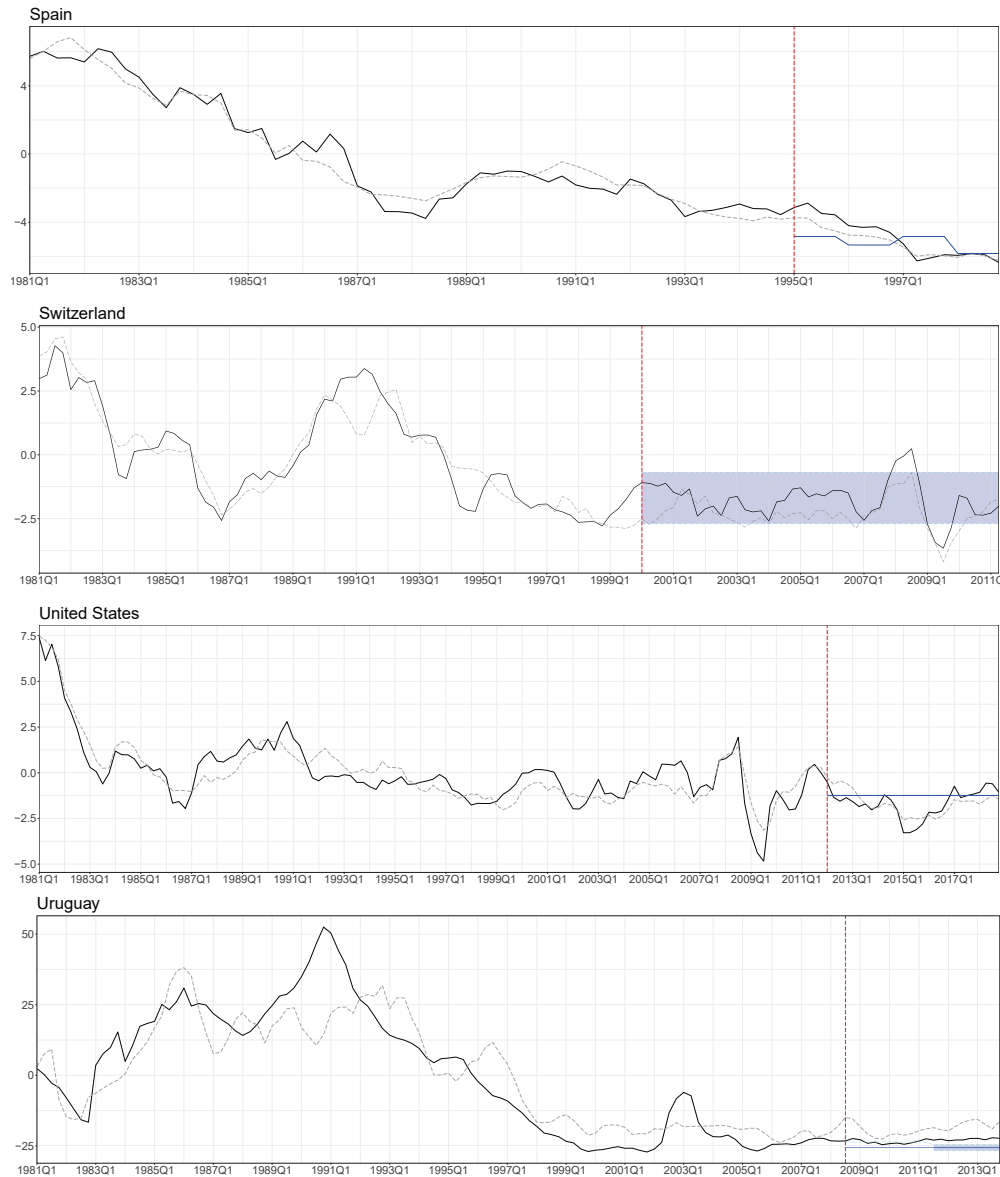 Spain
4
0
−4
1981Q1 1983Q1 1985Q1 1987Q1 1989Q1 1991Q1 1993Q1 1995Q1 1997Q1
Switzerland
5.0
2.5
0.0
−2.5
1981Q1 1983Q1 1985Q1 1987Q1 1989Q1 1991Q1 1993Q1 1995Q1 1997Q1 1999Q1 2001Q1 2003Q1 2005Q1 2007Q1 2009Q1 2011Q
United States
7.5
5.0
2.5
0.0
−2.5
−5.0
1981Q1 1983Q1 1985Q1 1987Q1 1989Q1 1991Q1 1993Q1 1995Q1 1997Q1 1999Q1 2001Q1 2003Q1 2005Q1 2007Q1 2009Q1 2011Q1 2013Q1 2015Q1 2017Q1
Uruguay
50
25
0
−25
1981Q1 1983Q1 1985Q1 1987Q1 1989Q1 1991Q1 1993Q1 1995Q1 1997Q1 1999Q1 2001Q1 2003Q1 2005Q1 2007Q1 2009Q1 2011Q1 2013Q1